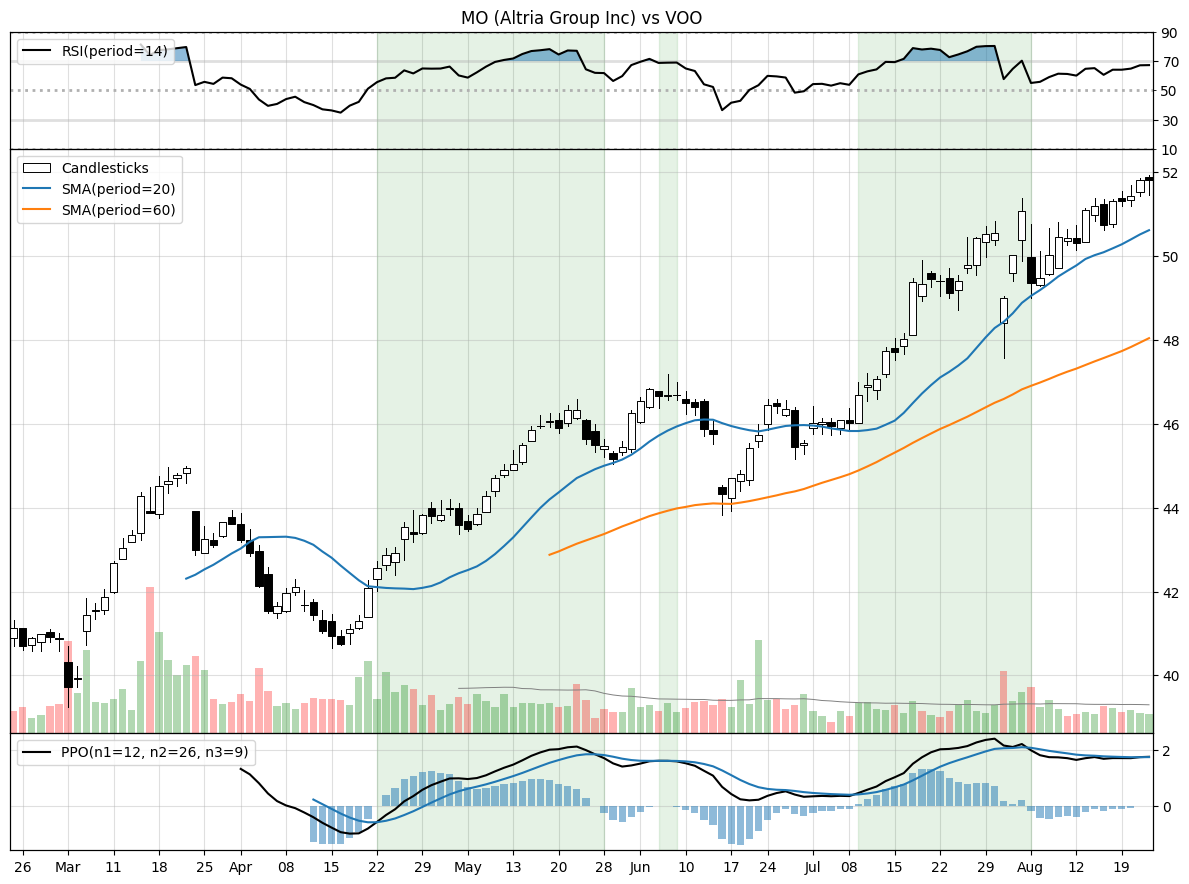 MO (Altria Group Inc) vs VOO
RSI(period=14)
90
70
50
30
10
Candlesticks
SMA(period=20)
SMA(period=60)
52
50
48
46
44
42
40
PPO(n1=12, n2=26, n3=9)
2
0
26 Mar 11 18 25 Apr 08 15 22 29 May 13 20 28 Jun 10 17 24 Jul 08 15 22 29 Aug 12 19